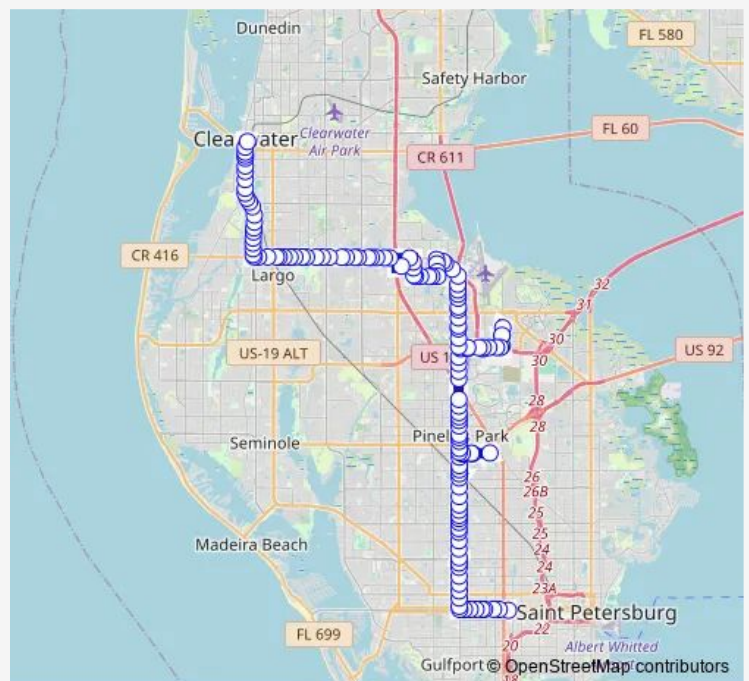 Dunedin
FL 580
Safety Harbor
Clearwater
Clearwater
Air Park
FL 60
CR 611
CR 416
Largo
32
31
30
30
US-19 ALT
US 1
US 92
28
28
Pinellas Park
Seminole
26
26B
25
25
24
24
23A
Madeira Beach
Saint Petersburg
22
FL 699
20
Albert Whitted
Gulfport
© OpenStreetMap contributors
18